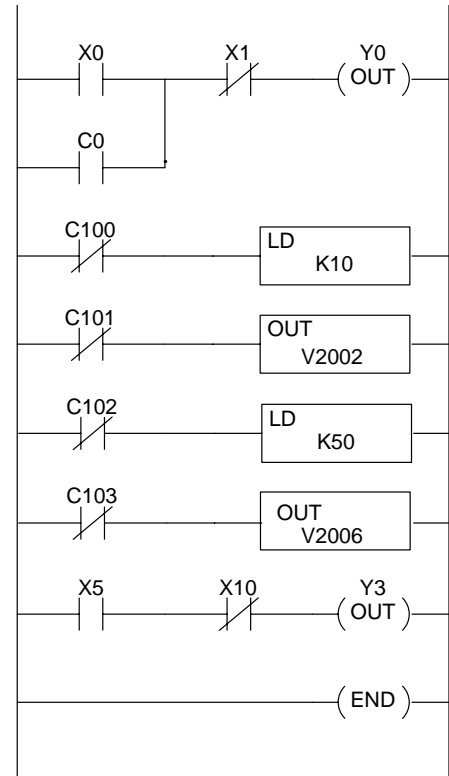 X0 X1 Y0
OUT
C0
C100
LD
K10
C101
OUT
V2002
C102
LD
K50
C103
OUT
V2006
X5 X10 Y3
OUT
END